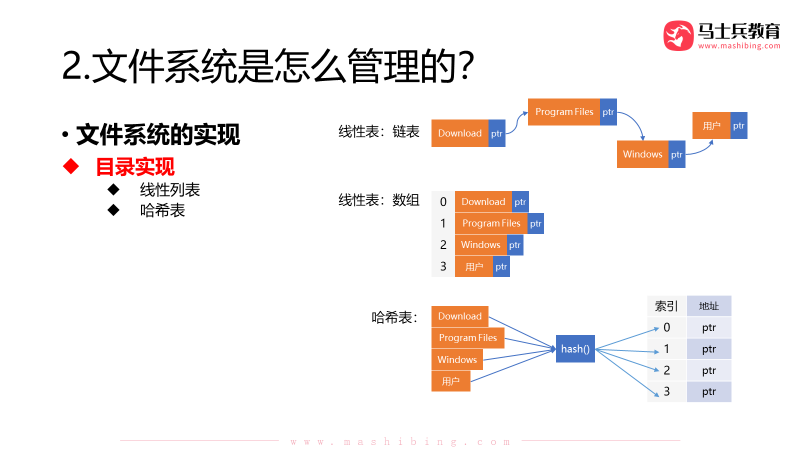 马士兵教育
www.mashibing.com
2.文件系统是怎么管理的?
• 文件系统的实现
◆ 目录实现
◆ 线性列表
◆ 哈希表
线性表：链表
Download ptr
Program Files ptr
Windows ptr
用户 ptr
线性表：数组
0 Download ptr
1 Program Files ptr
2 Windows ptr
3 用户 ptr
哈希表：
Download
Program Files
Windows
用户
hash()
索引 地址
0 ptr
1 ptr
2 ptr
3 ptr
www.mashibing.com